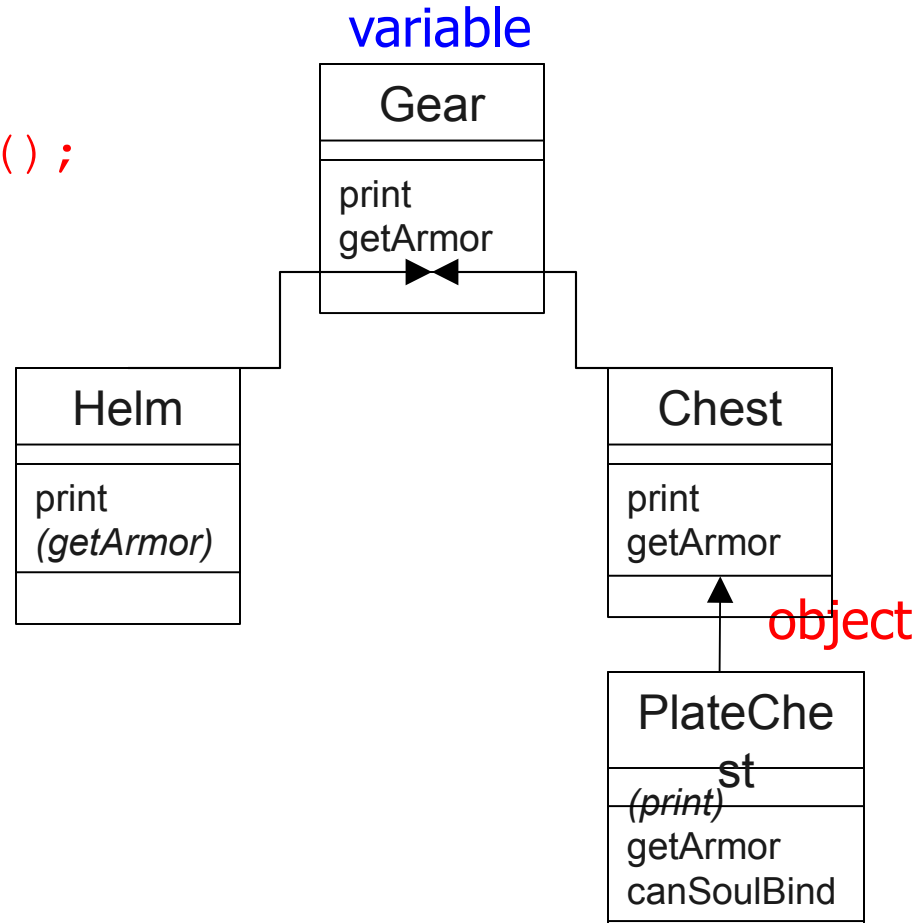 variable
Gear
();
print
getArmor
Helm
print
(getArmor)
Chest
print
getArmor
object
PlateChe
st
(print)
getArmor
canSoulBind